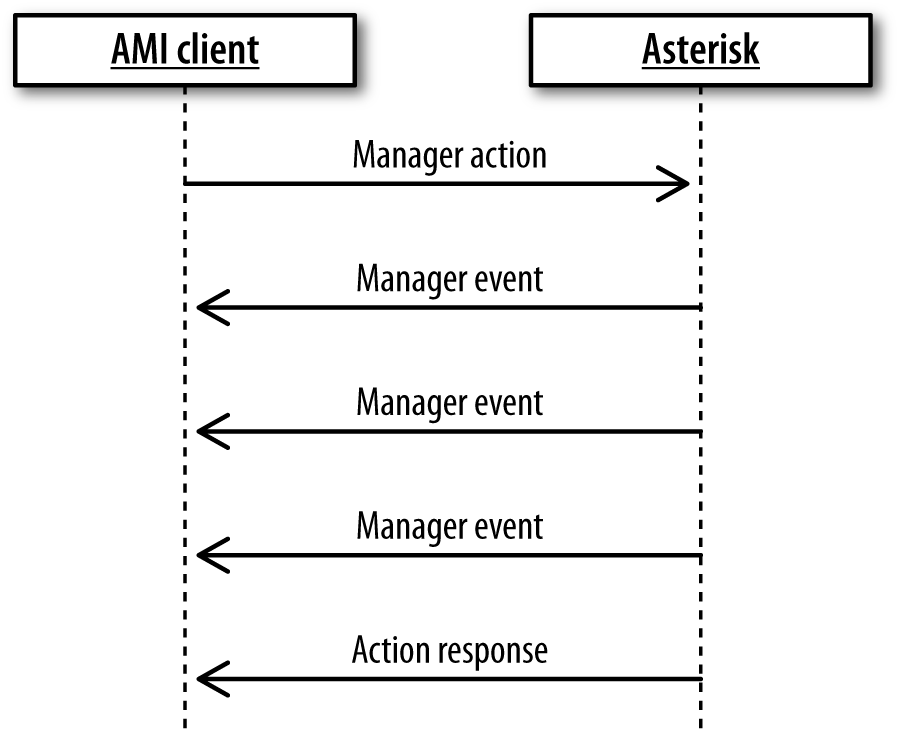 AMI client
Asterisk
Manager action
Manager event
Manager event
Manager event
Action response